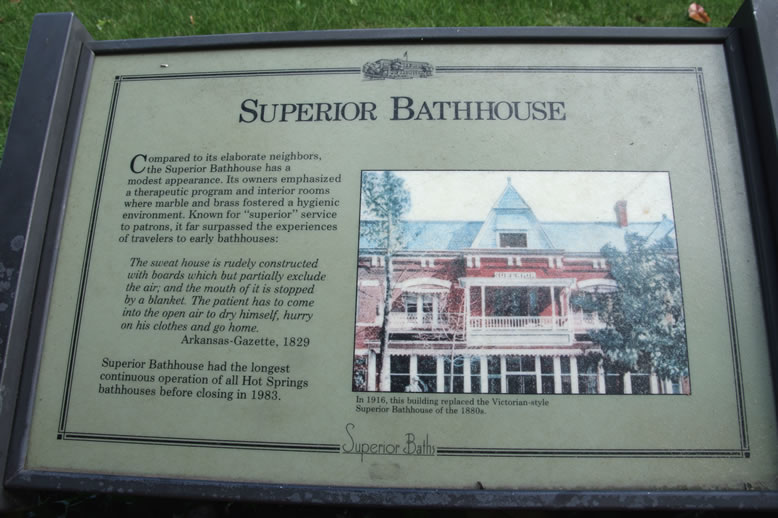 SUPERIOR BATHHOUSE
Compared to its elaborate neighbors,
the Superior Bathhouse has a
modest appearance. Its owners emphasized
a therapeutic program and interior rooms
where marble and brass fostered a hygienic
environment. Known for "superior" service
to patrons, it far surpassed the experiences
of travelers to early bathhouses:
The sweat house is rudely constructed
with boards which but partially exclude
the air, and the mouth of it is stopped
by a blanket. The patient has to come
into the open air to dry himself, hurry
on his clothes and go home.
Arkansas-Gazette, 1829
Superior Bathhouse had the longest
continuous operation of all Hot Springs
bathhouses before closing in 1983.
In 1916, this building replaced the Victorian-style
Superior Bathhouse of the 1880s.
Superior Baths